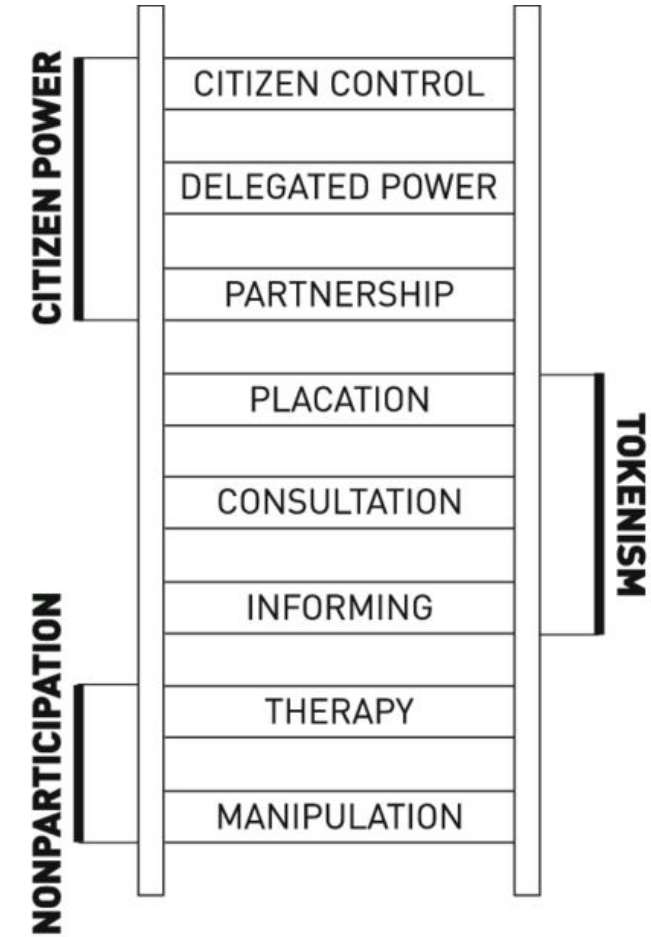 CITIZEN POWER
CITIZEN CONTROL
DELEGATED POWER
PARTNERSHIP
PLACATION
CONSULTATION
INFORMING
TOKENISM
THERAPY
MANIPULATION
NONPARTICIPATION